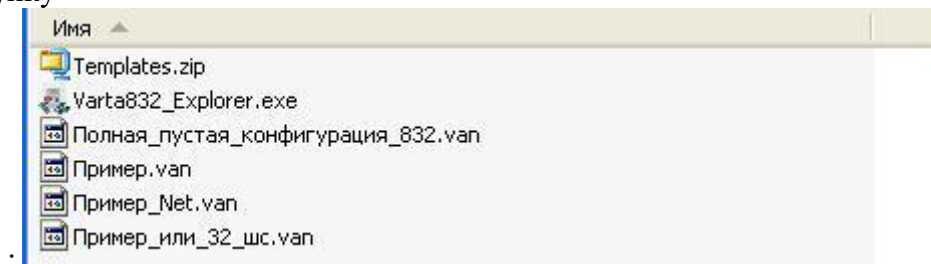 Имя
Templates.zip
Varta832_Explorer.exe
Полная_пустая_конфигурация_832.van
Пример.van
Пример_Net.van
Пример_или_32_шс.van
.